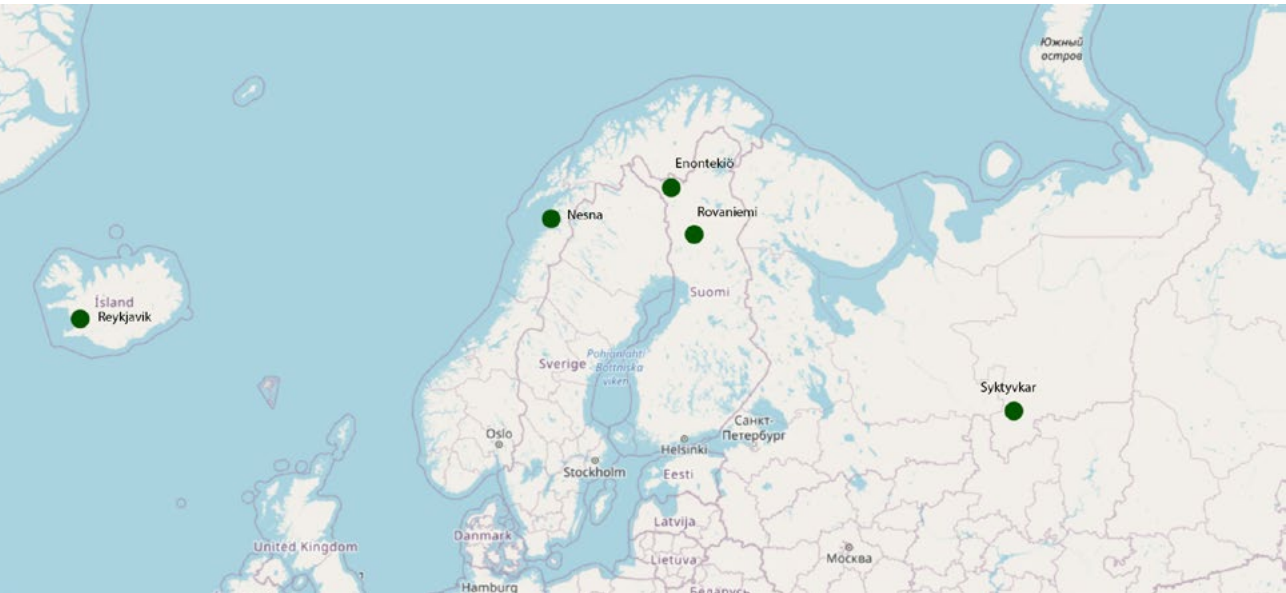 Южный
остров
Enontekiö
Nesna
Rovaniemi
Ísland
Reykjavik
Suomi
Sverige
Pohjanlahti
Bottniska
viken
Syktyvkar
Oslo
Санкт-
Петербург
Helsinki
Stockholm
Eesti
Latvija
Danmark
United Kingdom
Lietuva
Москва
Hamburg
Беларусь